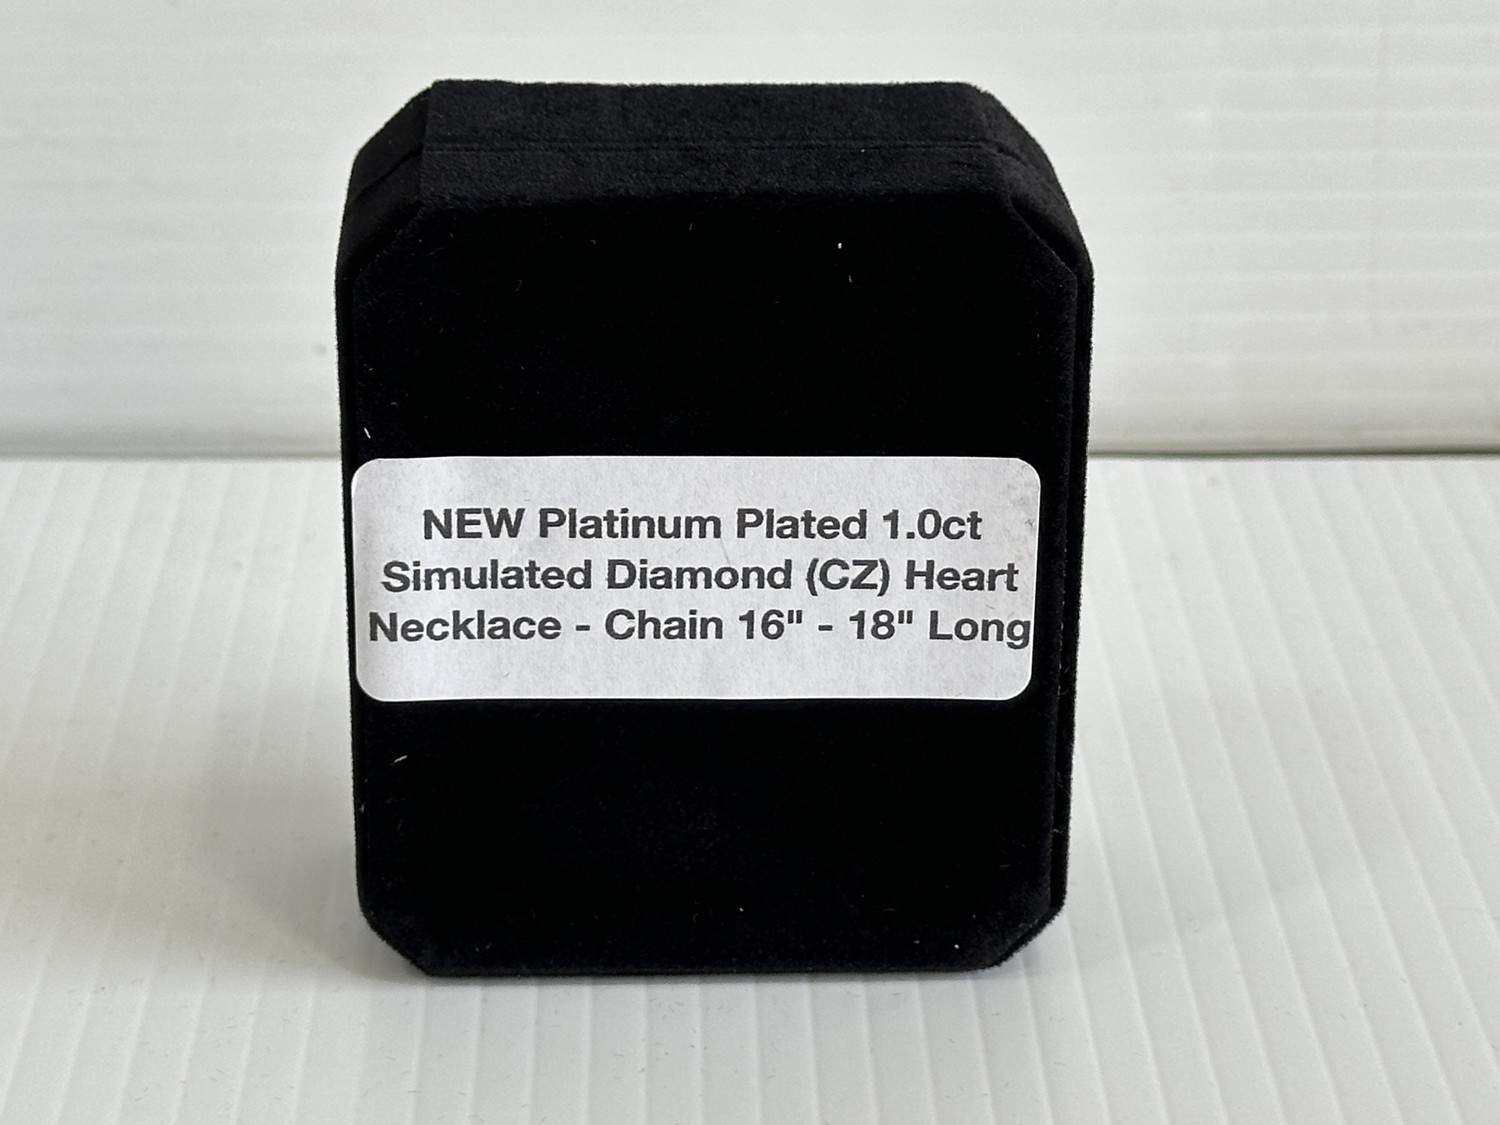 NEW Platinum Plated 1.0ct
Simulated Diamond (CZ) Heart
Necklace - Chain 16" - 18" Long